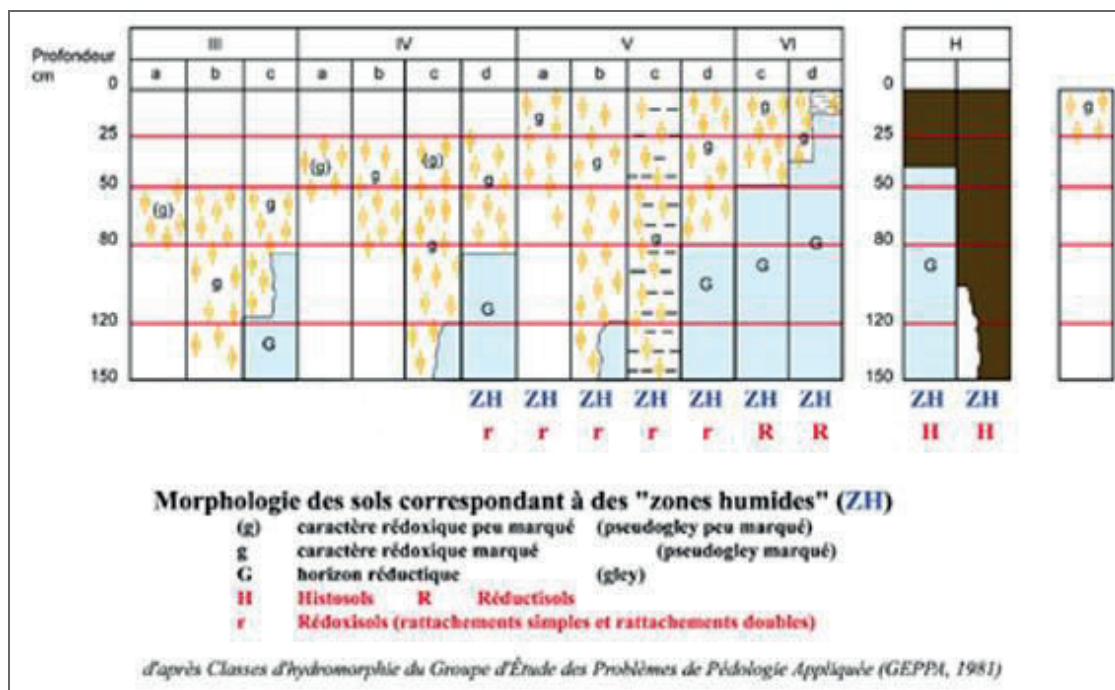 III IV V VI H
Profondeur
cm
a b c a b c d a b c d c d
0 0
g g g g
25 25
(g) g (g) g g g
50 50
(g) g g
80 g 80
g G G G
G G
120 120
G
150 150
ZH ZH ZH ZH ZH ZH ZH ZH ZH
r r r r r R R H H
Morphologie des sols correspondant à des "zones humides" (ZH)
(g) caractère rédoxique peu marqué (pseudogley peu marqué)
g caractère rédoxique marqué (pseudogley marqué)
G horizon réductique (gley)
H Histosols R Réductisols
r Rédoxisols (rattachements simples et rattachements doubles)
d'après Classes d'hydromorphie du Groupe d'Étude des Problèmes de Pédologie Appliquée (GEPPA, 1981)